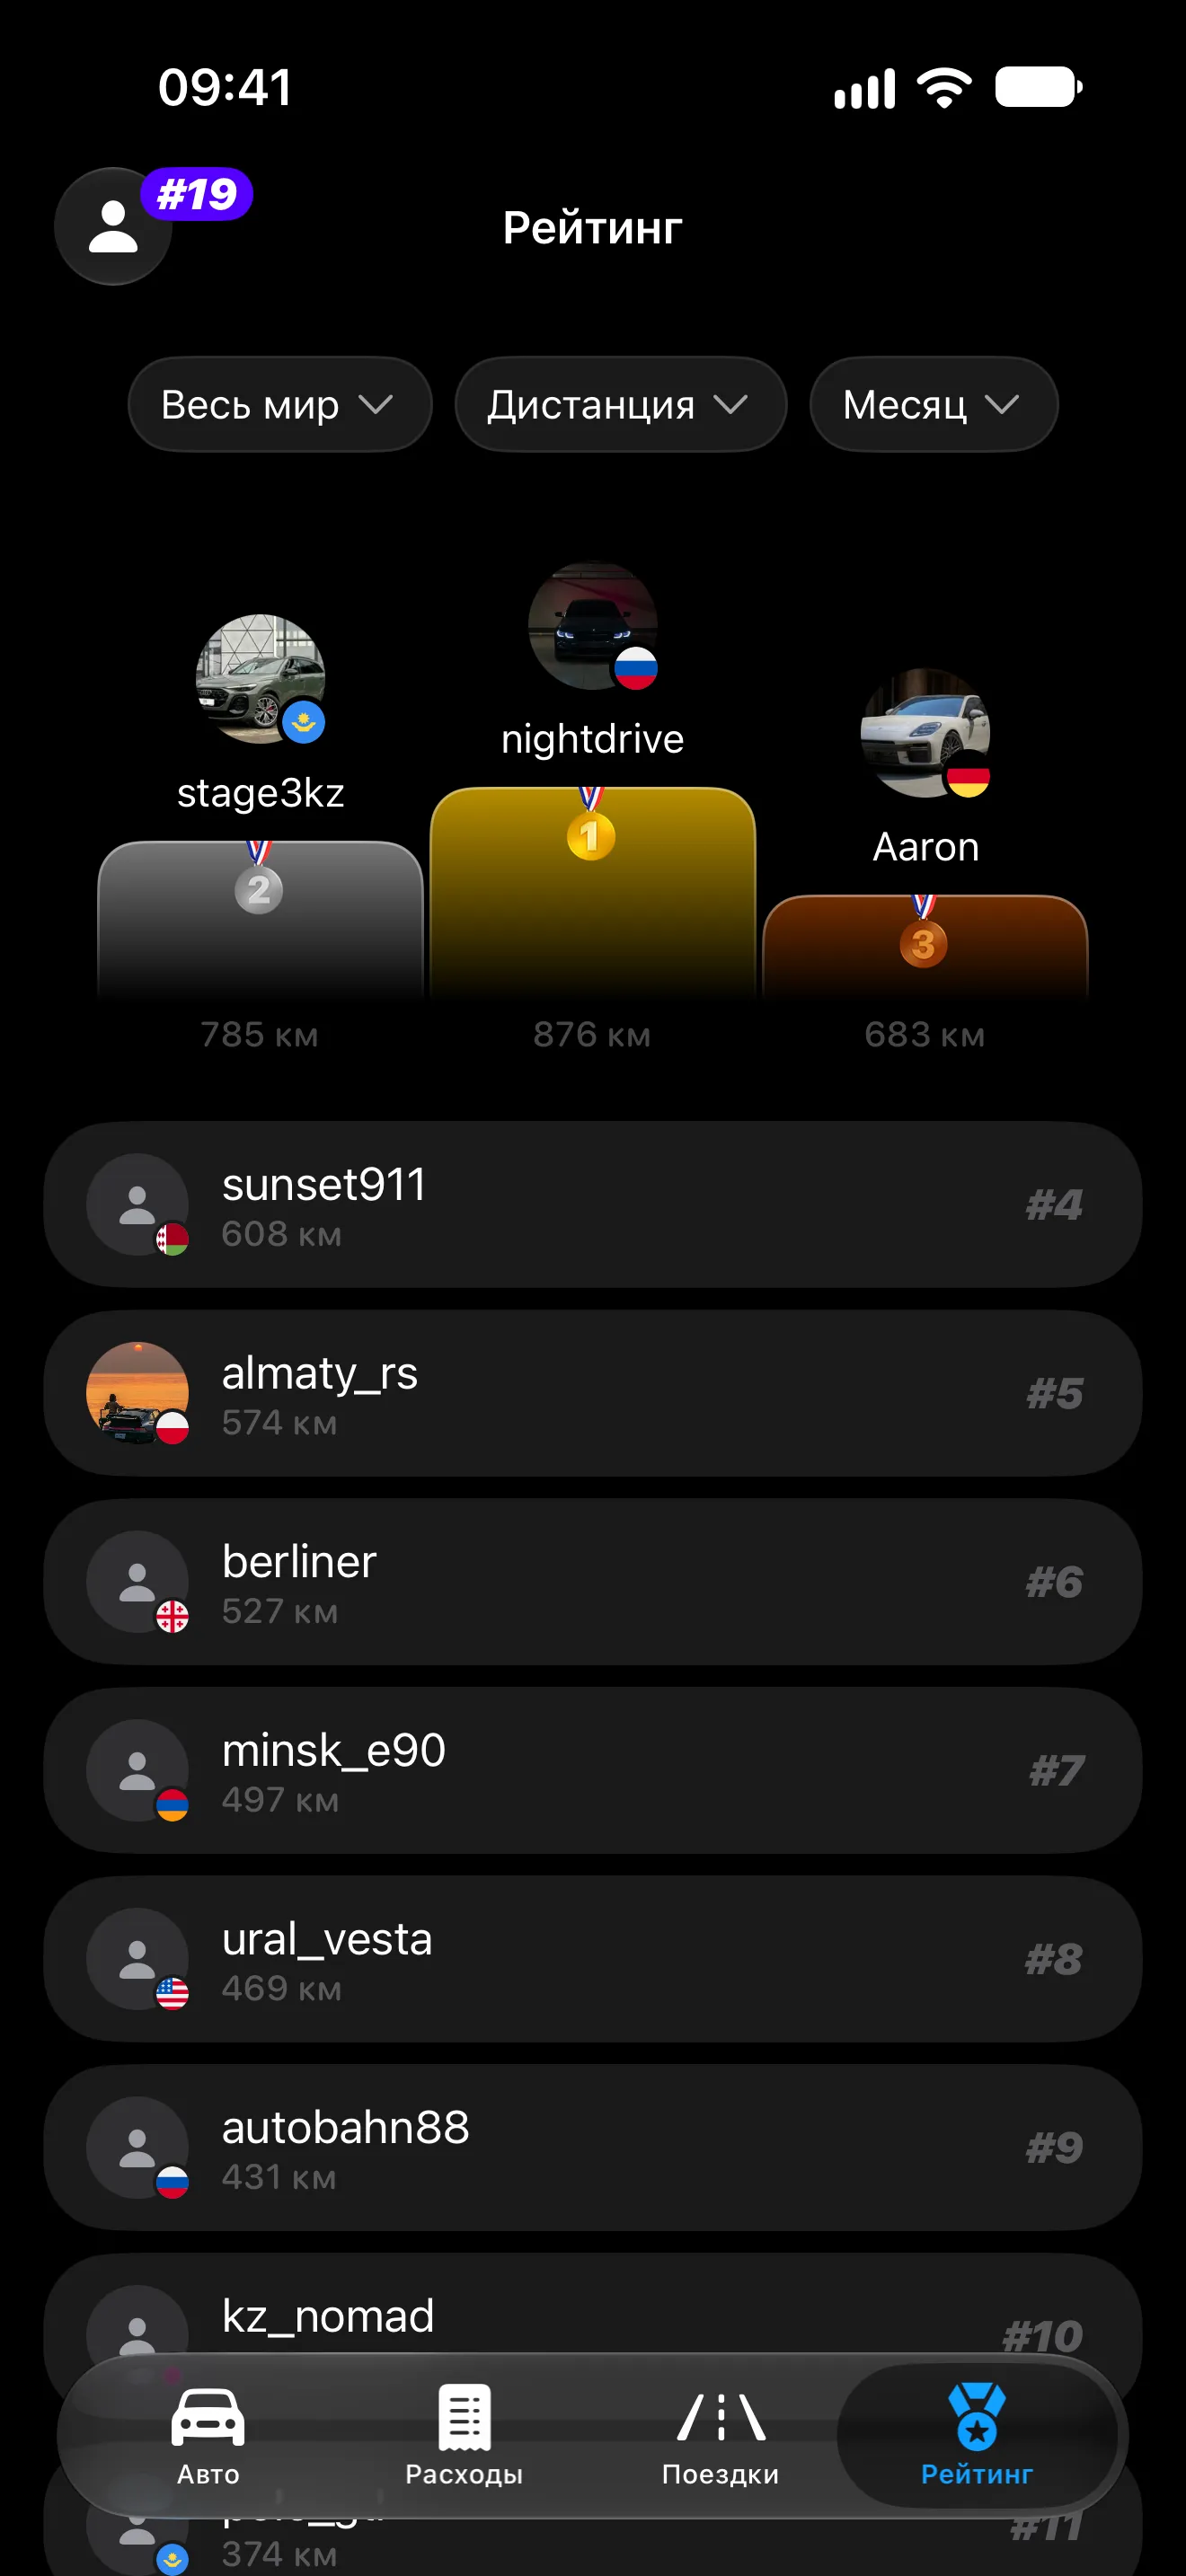 09:41
#19
Рейтинг
Весь мир
Дистанция
Месяц
nightdrive
stage3kz
Aaron
1
2
3
785 км
876 км
683 км
sunset911
608 км
#4
almaty_rs
574 км
#5
berliner
527 км
#6
minsk_e90
497 км
#7
ural_vesta
469 км
#8
autobahn88
431 км
#9
kz_nomad
#10
Авто
Расходы
Поездки
Рейтинг
#11
374 км